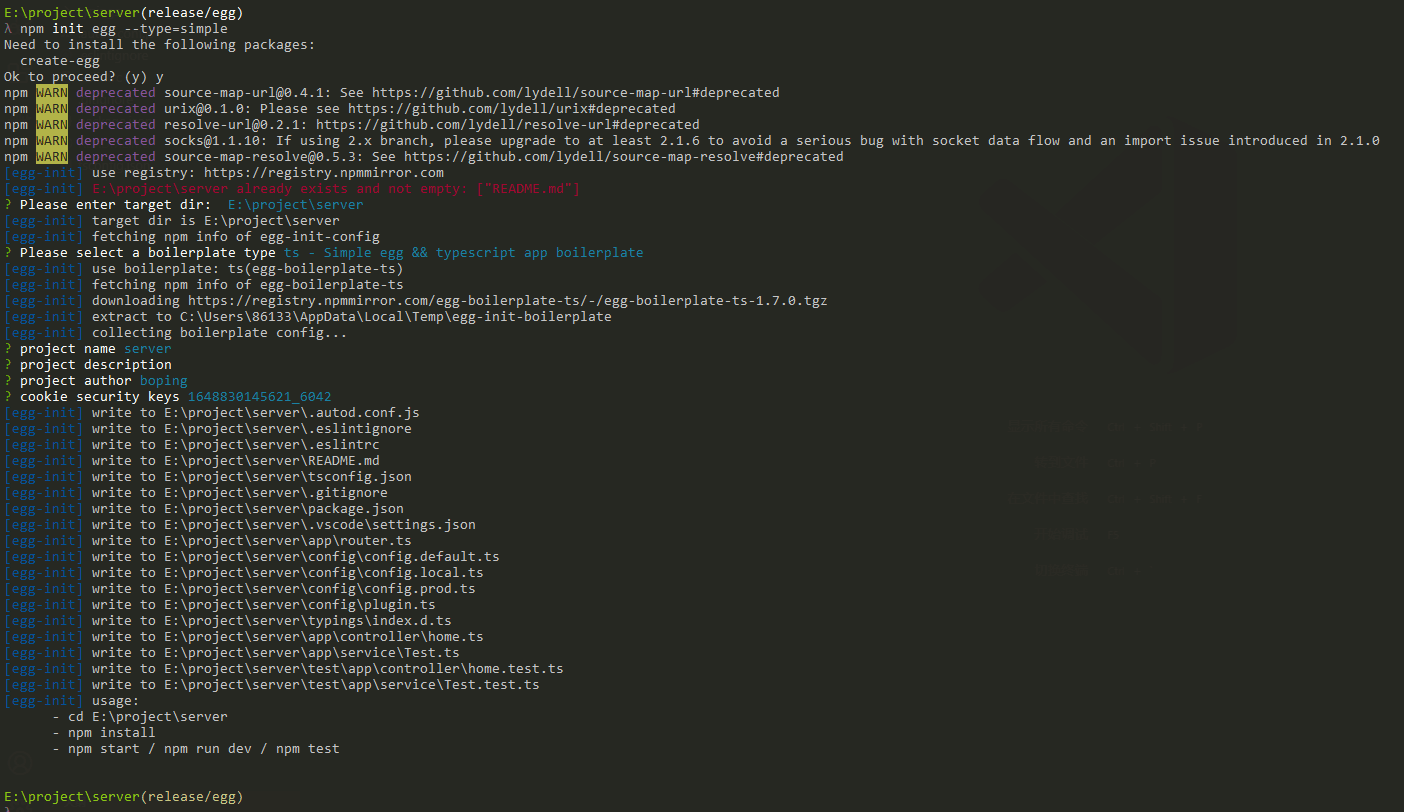 E:\project\server(release/egg)
λ npm init egg --type=simple
Need to install the following packages:
  create-egg
Ok to proceed? (y) y
npm WARN deprecated source-map-url@0.4.1: See https://github.com/lydell/source-map-url#deprecated
npm WARN deprecated urix@0.1.0: Please see https://github.com/lydell/urix#deprecated
npm WARN deprecated resolve-url@0.2.1: https://github.com/lydell/resolve-url#deprecated
npm WARN deprecated socks@1.1.10: If using 2.x branch, please upgrade to at least 2.1.6 to avoid a serious bug with socket data flow and an import issue introduced in 2.1.0
npm WARN deprecated source-map-resolve@0.5.3: See https://github.com/lydell/source-map-resolve#deprecated
[egg-init] use registry: https://registry.npmmirror.com
[egg-init] E:\project\server already exists and not empty: ["README.md"]
? Please enter target dir:  E:\project\server
[egg-init] target dir is E:\project\server
[egg-init] fetching npm info of egg-init-config
? Please select a boilerplate type ts - Simple egg && typescript app boilerplate
[egg-init] use boilerplate: ts(egg-boilerplate-ts)
[egg-init] fetching npm info of egg-boilerplate-ts
[egg-init] downloading https://registry.npmmirror.com/egg-boilerplate-ts/-/egg-boilerplate-ts-1.7.0.tgz
[egg-init] extract to C:\Users\86133\AppData\Local\Temp\egg-init-boilerplate
[egg-init] collecting boilerplate config...
? project name server
? project description
? project author boping
? cookie security keys 1648830145621_6042
[egg-init] write to E:\project\server\.autod.conf.js
[egg-init] write to E:\project\server\.eslintignore
[egg-init] write to E:\project\server\.eslintrc
[egg-init] write to E:\project\server\README.md
[egg-init] write to E:\project\server\tsconfig.json
[egg-init] write to E:\project\server\.gitignore
[egg-init] write to E:\project\server\package.json
[egg-init] write to E:\project\server\.vscode\settings.json
[egg-init] write to E:\project\server\app\router.ts
[egg-init] write to E:\project\server\config\config.default.ts
[egg-init] write to E:\project\server\config\config.local.ts
[egg-init] write to E:\project\server\config\config.prod.ts
[egg-init] write to E:\project\server\config\plugin.ts
[egg-init] write to E:\project\server\typings\index.d.ts
[egg-init] write to E:\project\server\app\controller\home.ts
[egg-init] write to E:\project\server\app\service\Test.ts
[egg-init] write to E:\project\server\test\app\controller\home.test.ts
[egg-init] write to E:\project\server\test\app\service\Test.test.ts
[egg-init] usage:
      - cd E:\project\server
      - npm install
      - npm start / npm run dev / npm test
E:\project\server(release/egg)